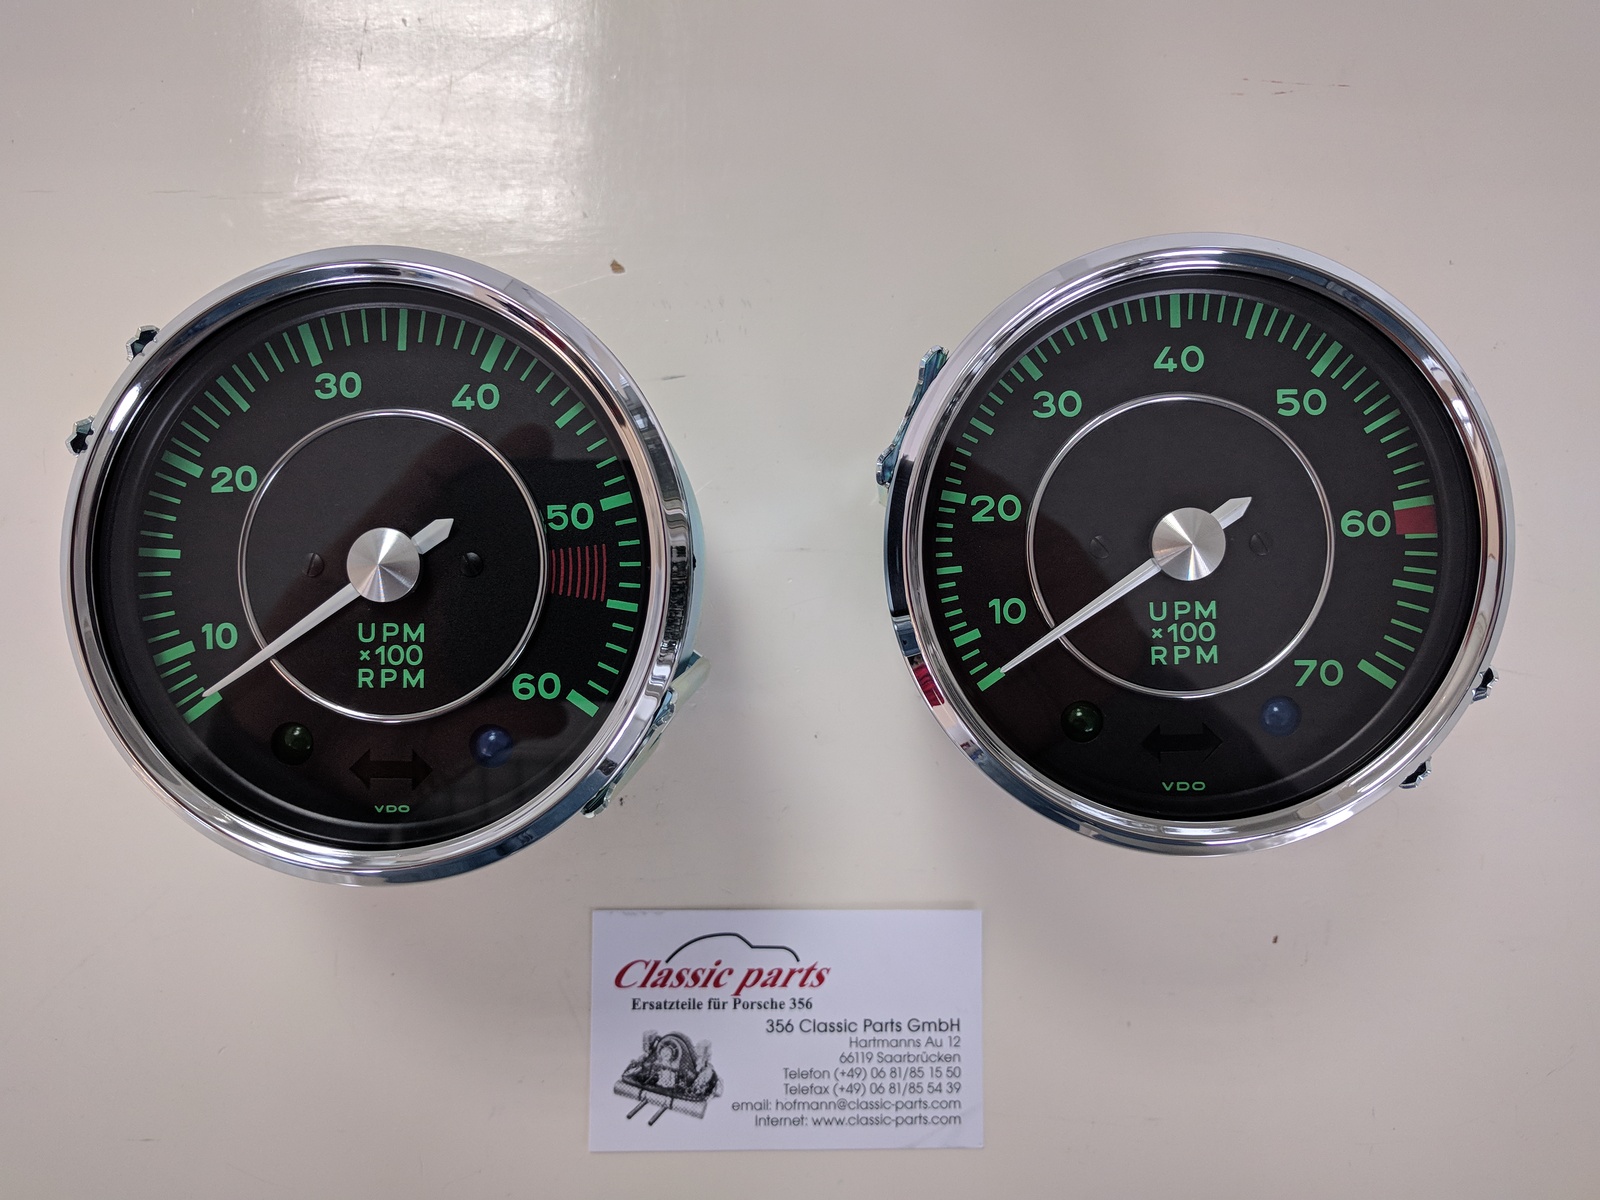 10
20
30
40
50
60
UPM
×100
RPM
VDO
10
20
30
40
50
60
70
UPM
×100
RPM
VDO
Classic parts
Ersatzteile für Porsche 356
356 Classic Parts GmbH
Hartmanns Au 12
66119 Saarbrücken
Telefon (+49) 06 81/85 15 50
Telefax (+49) 06 81/85 54 39
email: hofmann@classic-parts.com
Internet: www.classic-parts.com